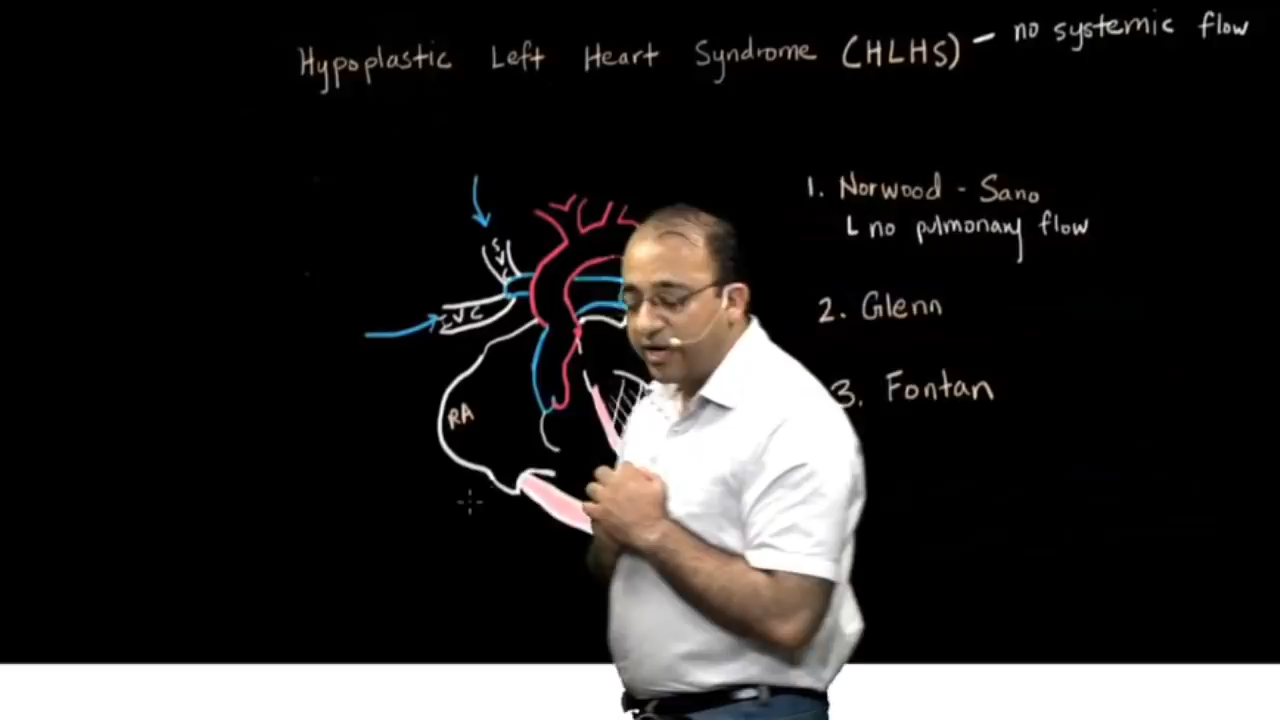 Hypoplastic Left Heart Syndrome (HLHS) - no systemic flow
1. Norwood - Sano
L no pulmonary flow
2. Glenn
3. Fontan
SVC
IVC
RA